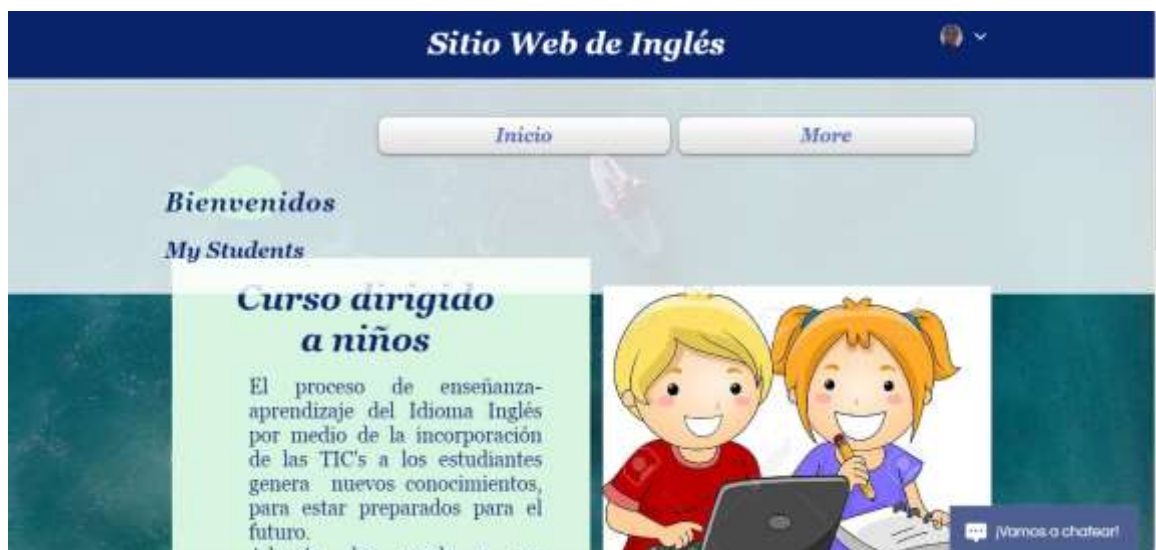 Sitio Web de Inglés
Inicio
More
Bienvenidos
My Students
Curso dirigido
a niños
El proceso de enseñanza-
aprendizaje del Idioma Inglés
por medio de la incorporación
de las TIC's a los estudiantes
genera nuevos conocimientos,
para estar preparados para el
futuro.
¡Vamos a chatear!